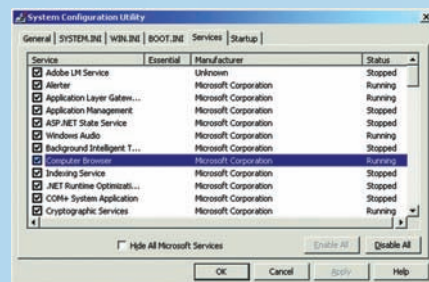 System Configuration Utility
General SYSTEM.INI WIN.INI BOOT.INI Services Startup
Service Essential Manufacturer Status
Adobe LM Service Unknown Stopped
Alerter Microsoft Corporation Running
Application Layer Gatew... Microsoft Corporation Running
Application Management Microsoft Corporation Stopped
ASP.NET State Service Microsoft Corporation Stopped
Windows Audio Microsoft Corporation Running
Background Intelligent T... Microsoft Corporation Stopped
Computer Browser Microsoft Corporation Running
Indexing Service Microsoft Corporation Stopped
.NET Runtime Optimizati... Microsoft Corporation Stopped
COM+ System Application Microsoft Corporation Stopped
Cryptographic Services Microsoft Corporation Running
Hide All Microsoft Services Enable All Disable All
OK Cancel Apply Help